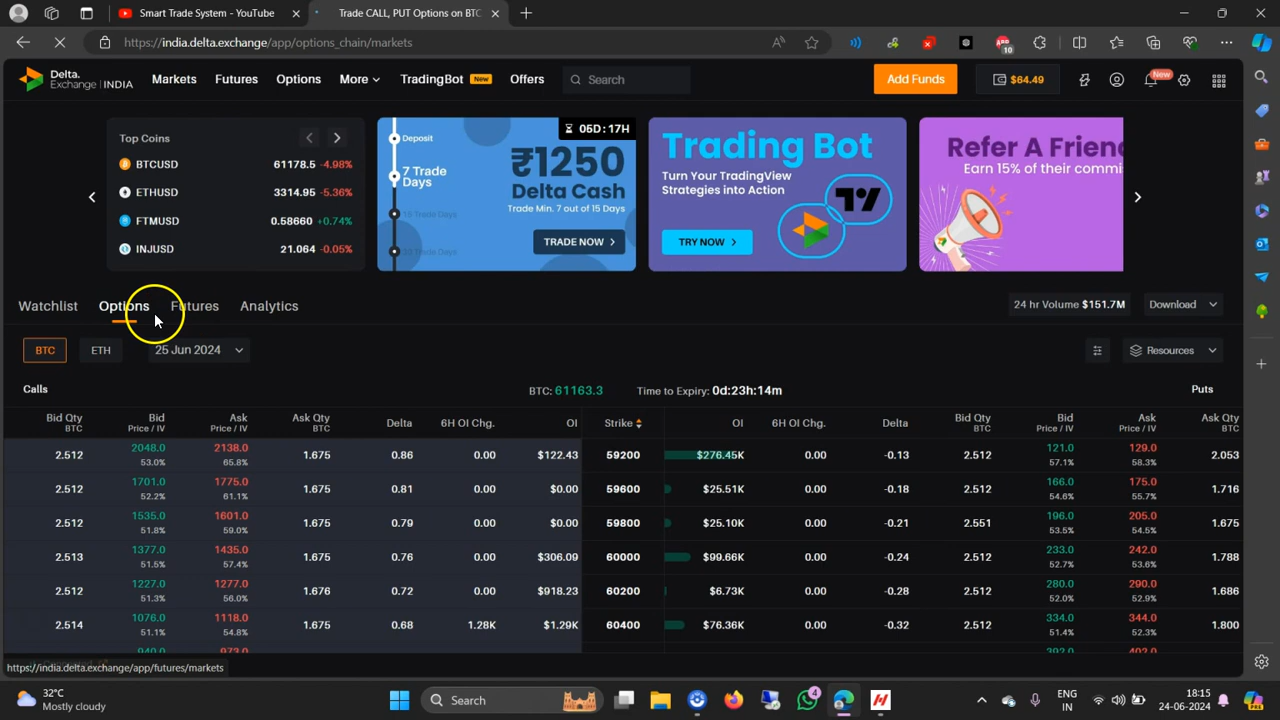 Smart Trade System - YouTube
Trade CALL, PUT Options on BTC
https://india.delta.exchange/app/options_chain/markets
10
Delta. Exchange | INDIA
Markets Futures Options More TradingBot New Offers Search Add Funds $64.49 New
Top Coins
BTCUSD 61178.5 -4.98%
ETHUSD 3314.95 -5.36%
FTMUSD 0.58660 +0.74%
INJUSD 21.064 -0.05%
05D : 17H
Deposit
7 Trade Days
15 Trade Days
30 Trade Days
₹1250
Delta Cash
Trade Min. 7 out of 15 Days
TRADE NOW
Trading Bot
Turn Your TradingView
Strategies into Action
TRY NOW
Refer A Frien
Earn 15% of their commi
Watchlist Options Futures Analytics 24 hr Volume $151.7M Download
BTC ETH 25 Jun 2024 Resources
Calls BTC: 61163.3 Time to Expiry: 0d:23h:14m Puts
Bid Qty BTC Bid Price / IV Ask Price / IV Ask Qty BTC Delta 6H OI Chg. OI Strike OI 6H OI Chg. Delta Bid Qty BTC Bid Price / IV Ask Price / IV Ask Qty BTC
2.512 2048.0 53.0% 2138.0 65.8% 1.675 0.86 0.00 $122.43 59200 $276.45K 0.00 -0.13 2.512 121.0 57.1% 129.0 58.3% 2.053
2.512 1701.0 52.2% 1775.0 61.1% 1.675 0.81 0.00 $0.00 59600 $25.51K 0.00 -0.18 2.512 166.0 54.6% 175.0 55.7% 1.716
2.512 1535.0 51.8% 1601.0 59.0% 1.675 0.79 0.00 $0.00 59800 $25.10K 0.00 -0.21 2.551 196.0 53.5% 205.0 54.5% 1.675
2.513 1377.0 51.5% 1435.0 57.4% 1.675 0.76 0.00 $306.09 60000 $99.66K 0.00 -0.24 2.512 233.0 52.7% 242.0 53.6% 1.788
2.512 1227.0 51.3% 1277.0 56.0% 1.676 0.72 0.00 $918.23 60200 $6.73K 0.00 -0.28 2.512 280.0 52.0% 290.0 52.9% 1.686
2.514 1076.0 51.1% 1118.0 54.8% 1.675 0.68 1.28K $1.29K 60400 $76.36K 0.00 -0.32 2.512 334.0 51.4% 344.0 52.3% 1.800
940.0 973.0 392.0 402.0
https://india.delta.exchange/app/futures/markets
32°C
Mostly cloudy
Search
4
ENG
IN
18:15
24-06-2024